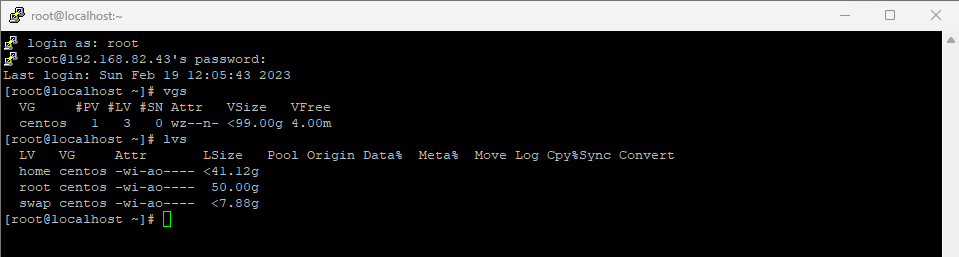 root@localhost:~
login as: root
root@192.168.82.43's password:
Last login: Sun Feb 19 12:05:43 2023
[root@localhost ~]# vgs
  VG     #PV #LV #SN Attr   VSize   VFree
  centos   1   3   0 wz--n- <99.00g 4.00m
[root@localhost ~]# lvs
  LV   VG     Attr       LSize   Pool Origin Data%  Meta%  Move Log Cpy%Sync Convert
  home centos -wi-ao---- <41.12g
  root centos -wi-ao----  50.00g
  swap centos -wi-ao----  <7.88g
[root@localhost ~]#